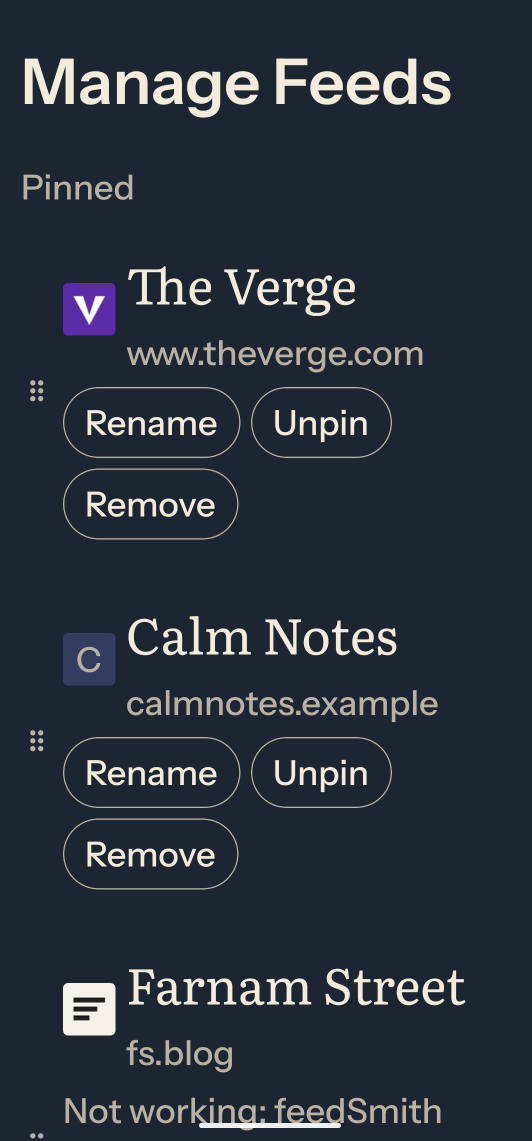 Manage Feeds
Pinned
V
The Verge
www.theverge.com
Rename Unpin
Remove
C
Calm Notes
calmnotes.example
Rename Unpin
Remove
Farnam Street
fs.blog
Not working; feedSmith